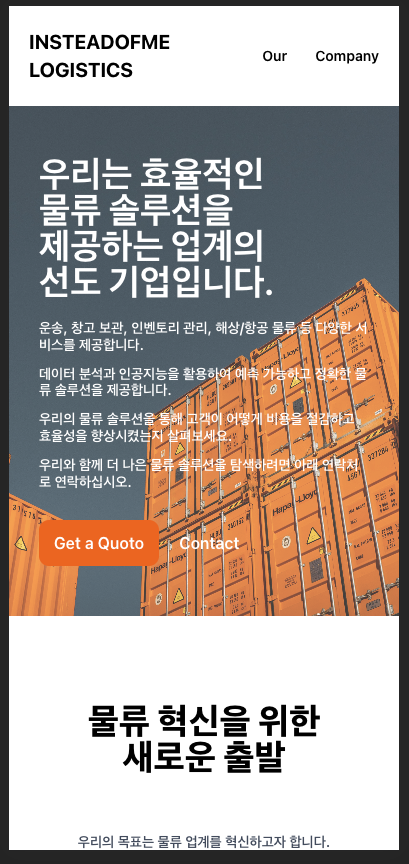 INSTEADOFME
LOGISTICS
Our
Company
우리는 효율적인
물류 솔루션을
제공하는 업계의
선도 기업입니다.
운송, 창고 보관, 인벤토리 관리, 해상/항공 물류 등 다양한 서
비스를 제공합니다.
데이터 분석과 인공지능을 활용하여 예측 가능하고 정확한 물
류 솔루션을 제공합니다.
우리의 물류 솔루션을 통해 고객이 어떻게 비용을 절감하고
효율성을 향상시켰는지 살펴보세요.
우리와 함께 더 나은 물류 솔루션을 탐색하려면 아래 연락처
로 연락하십시오.
Get a Quoto
Contact
Hapag-Lloyd
Hapag-Lloyd
물류 혁신을 위한
새로운 출발
우리의 목표는 물류 업계를 혁신하고자 합니다.